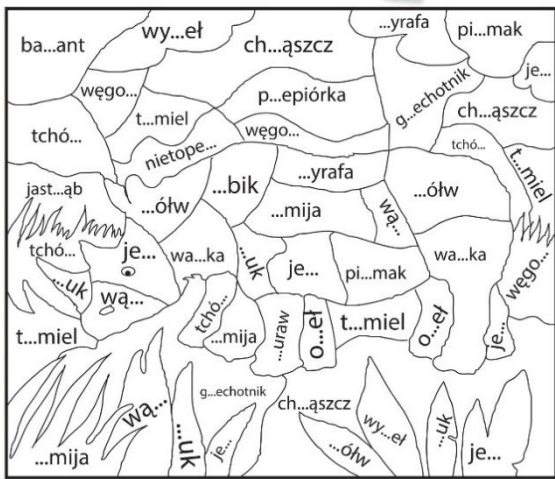 ba...ant
wy...eł
ch...ąszcz
...yrafa
pi...mak
je...
węgo...
t...miel
p...epiórka
g...echotnik
ch...ąszcz
tchó...
nietope...
węgo...
tchó...
t...miel
jast...ąb
...ółw
...bik
...yrafa
...mija
wą...
...ółw
tchó...
...uk
je...
wą...
wa...ka
...uk
je...
pi...mak
wa...ka
węgo...
t...miel
tchó...
...mija
...uraw
o...eł
t...miel
o...eł
je...
...mija
wą...
...uk
g...echotnik
je...
ch...ąszcz
...ółw
wy...eł
...uk
je...